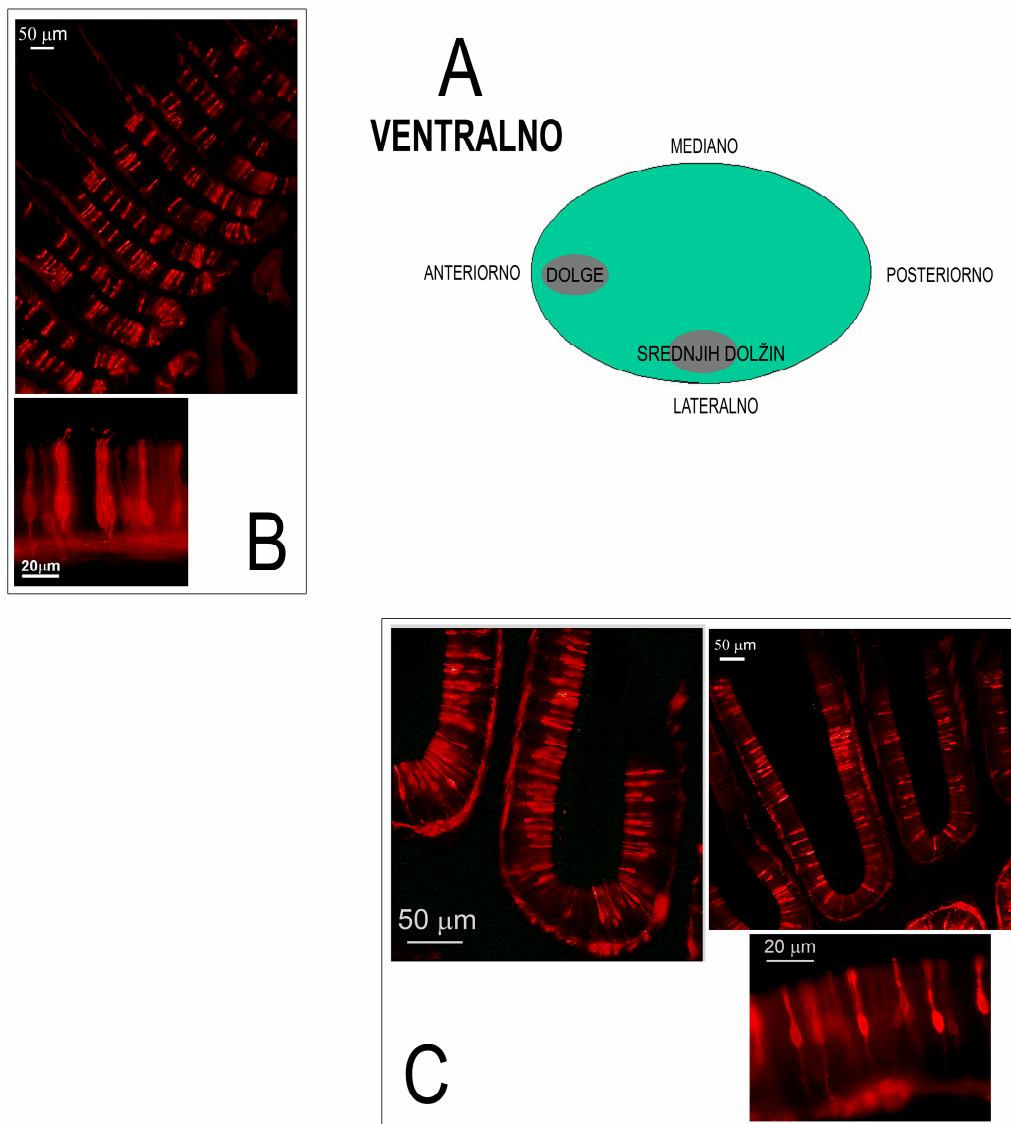 50 μm
A
VENTRALNO
MEDIANO
ANTERIORNO
DOLGE
POSTERIORNO
SREDNJIH DOLŽIN
LATERALNO
20μm
B
50 μm
50 μm
20 μm
C